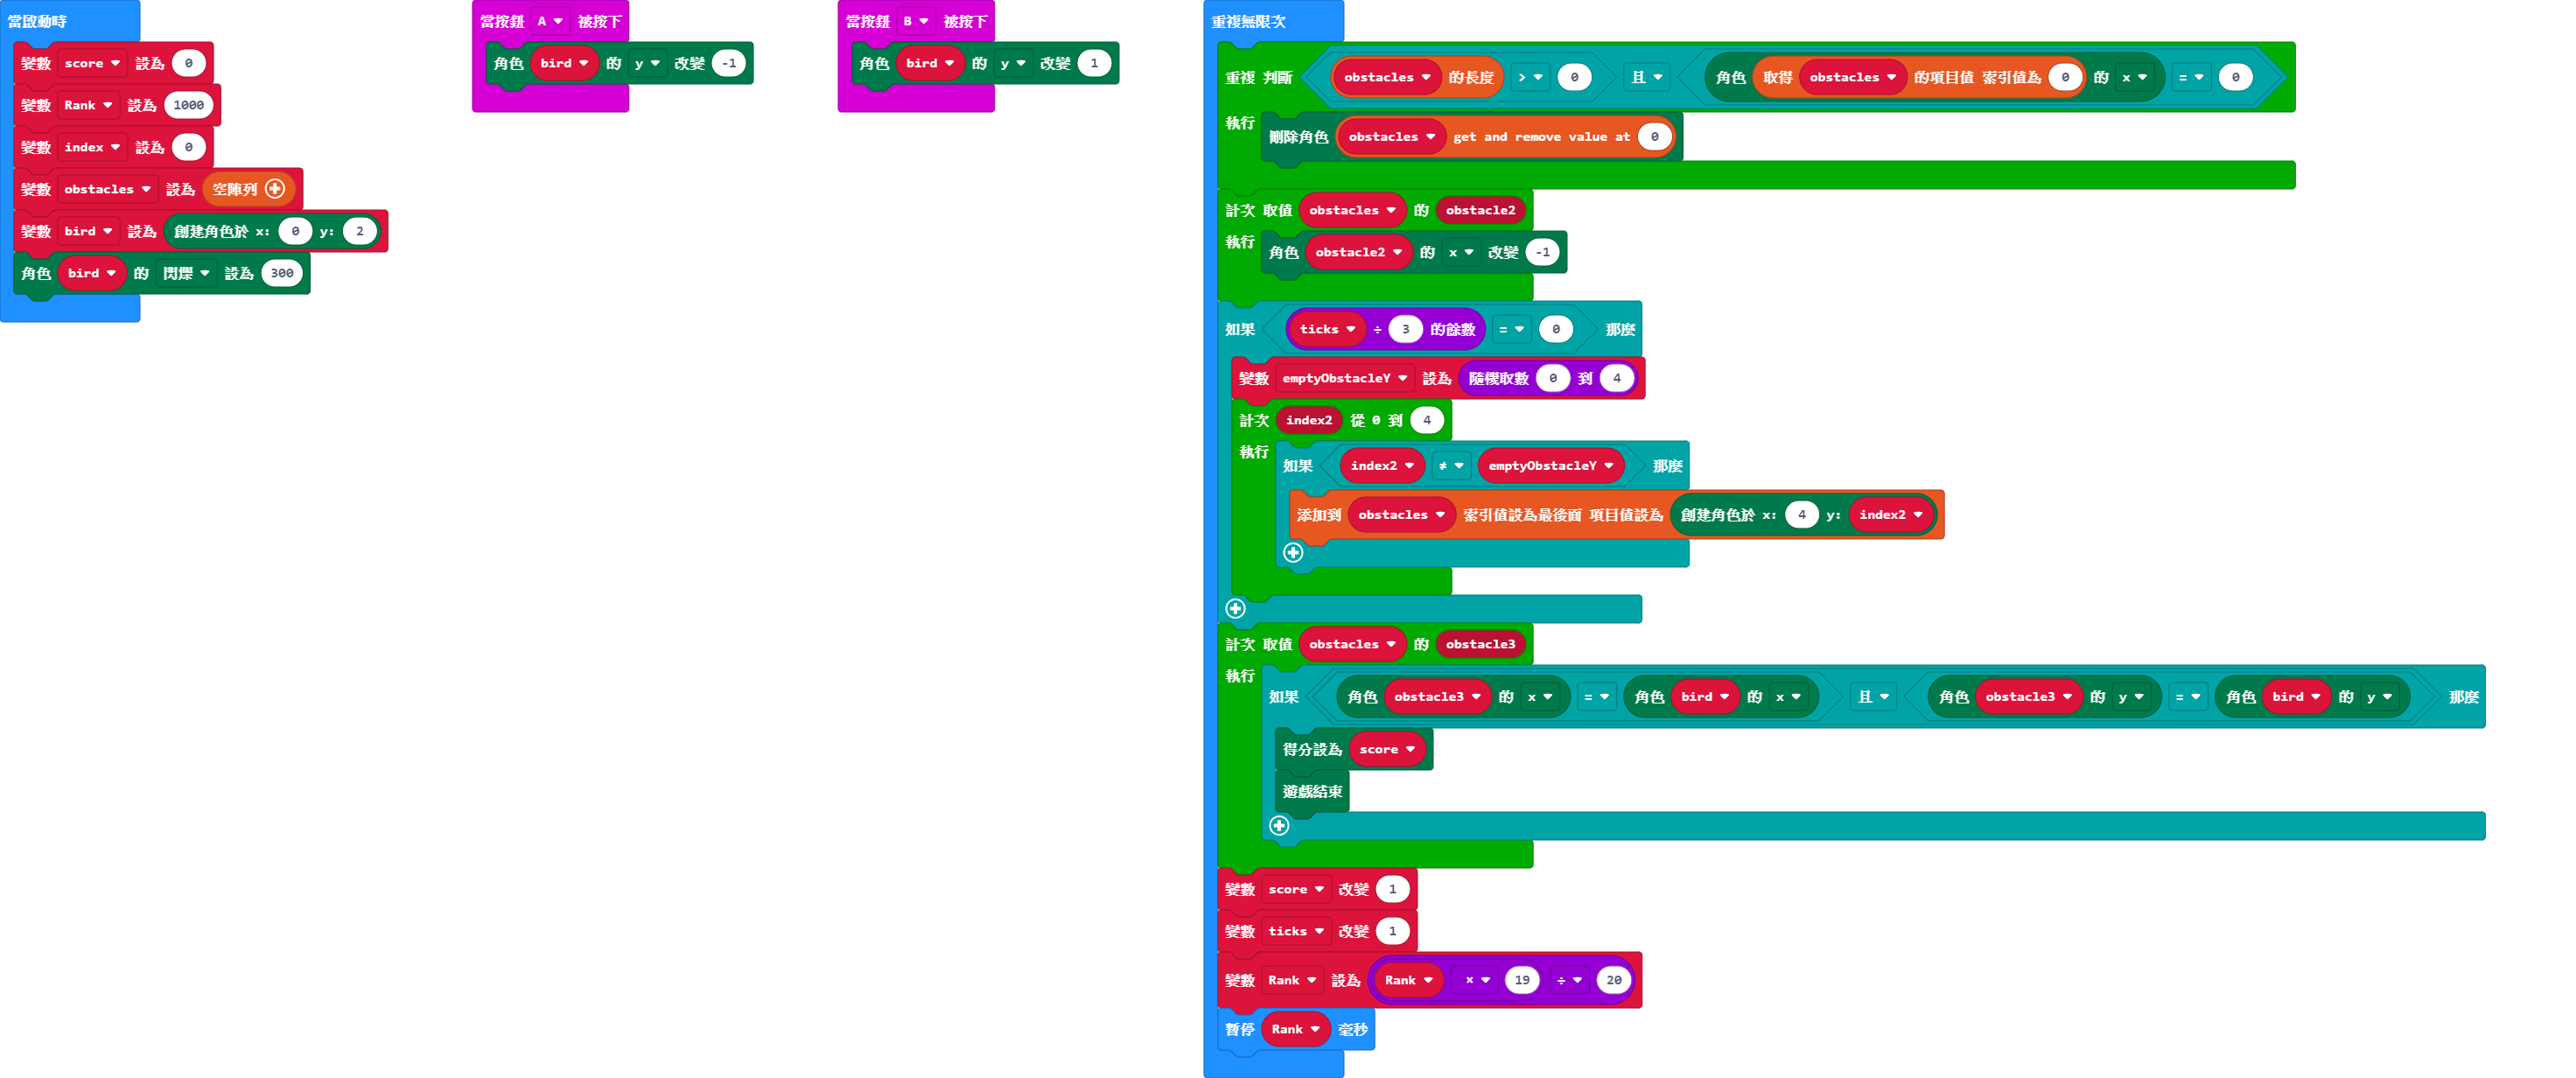 當啟動時
變數 score 設為 0
變數 Rank 設為 1000
變數 index 設為 0
變數 obstacles 設為 空陣列
變數 bird 設為 創建角色於 x: 0 y: 2
角色 bird 的 閃爍 設為 300
當按鈕 A 被按下
角色 bird 的 y 改變 -1
當按鈕 B 被按下
角色 bird 的 y 改變 1
重複無限次
重複 判斷 obstacles 的長度 > 0 且 角色 取得 obstacles 的項目值 索引值為 0 的 x = 0
執行 刪除角色 obstacles get and remove value at 0
計次 取值 obstacles 的 obstacle2
執行 角色 obstacle2 的 x 改變 -1
如果 ticks ÷ 3 的餘數 = 0 那麼
變數 emptyObstacleY 設為 隨機取數 0 到 4
計次 index2 從 0 到 4
執行 如果 index2 ≠ emptyObstacleY 那麼
添加到 obstacles 索引值設為最後面 項目值設為 創建角色於 x: 4 y: index2
計次 取值 obstacles 的 obstacle3
執行 如果 角色 obstacle3 的 x = 角色 bird 的 x 且 角色 obstacle3 的 y = 角色 bird 的 y 那麼
得分設為 score
遊戲結束
變數 score 改變 1
變數 ticks 改變 1
變數 Rank 設為 Rank × 19 ÷ 20
暫停 Rank 毫秒